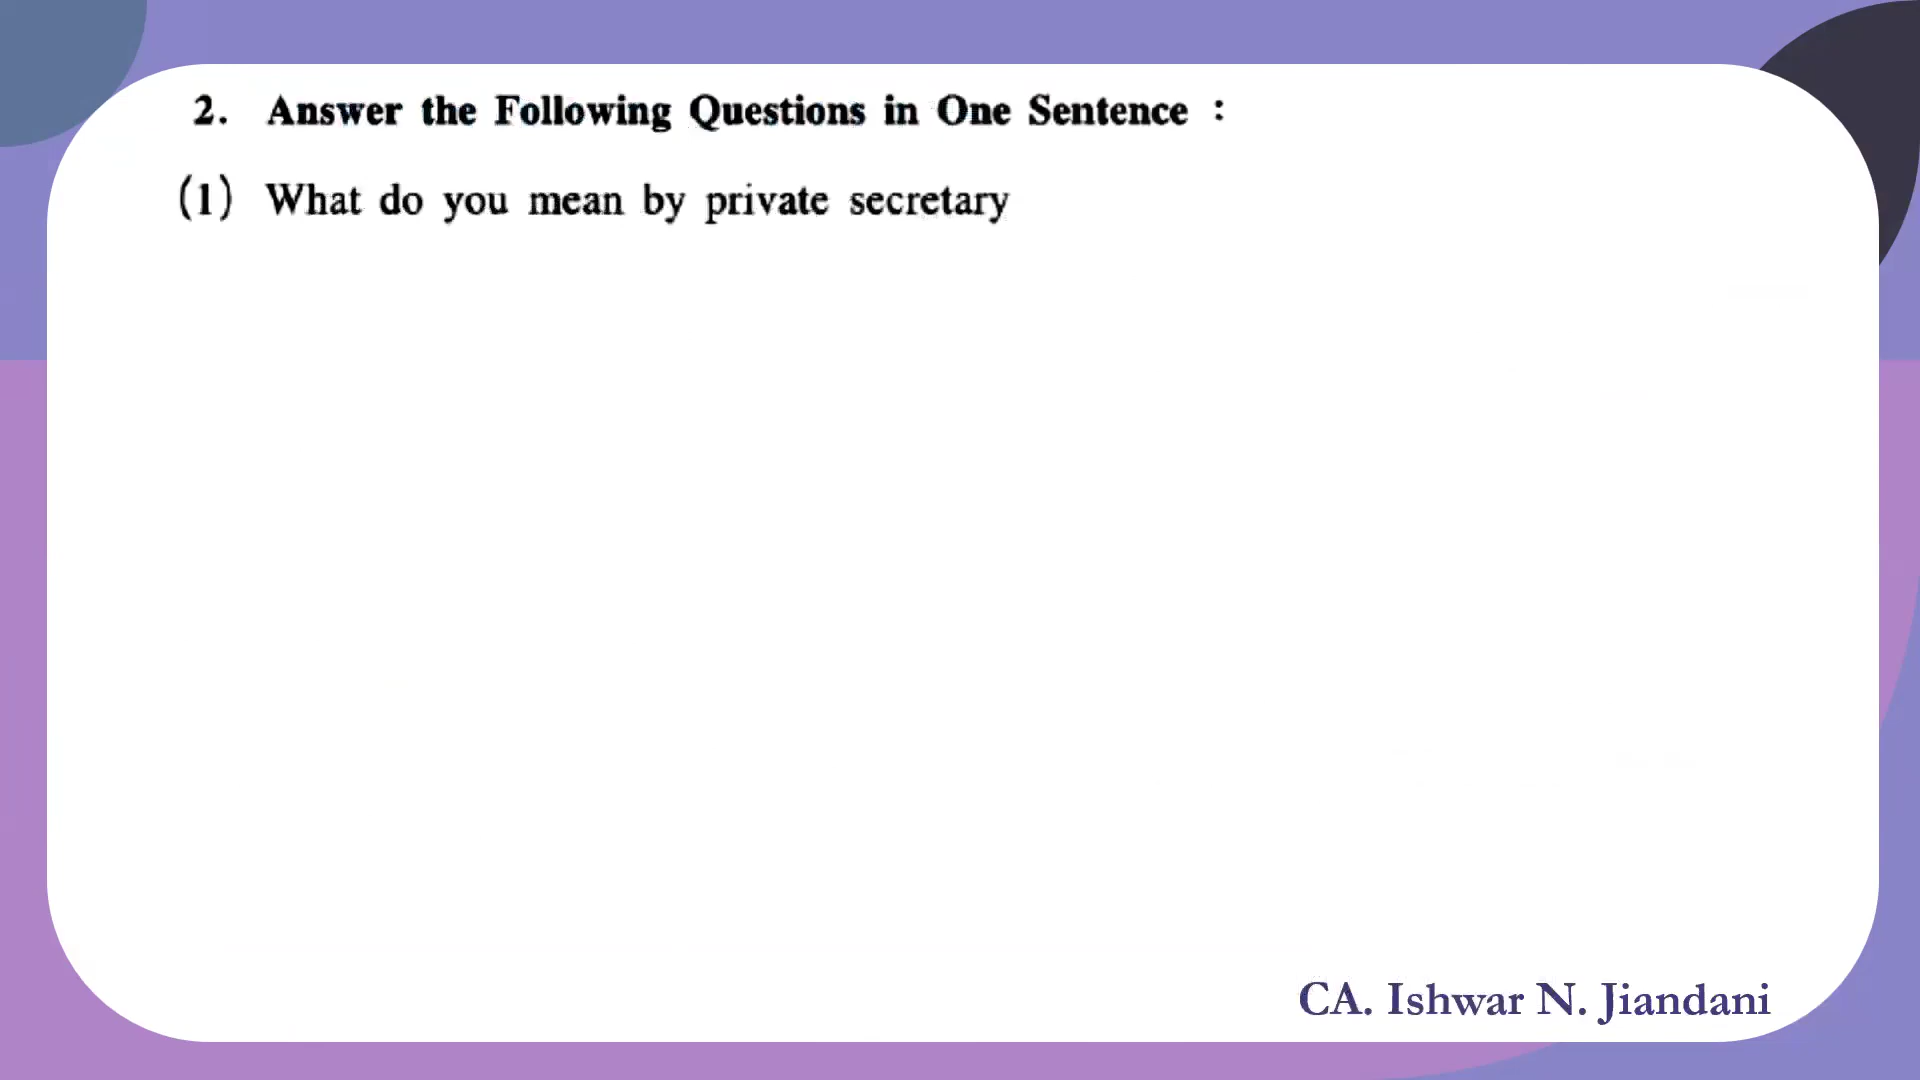 2. Answer the Following Questions in One Sentence :
(1) What do you mean by private secretary
CA. Ishwar N. Jiandani